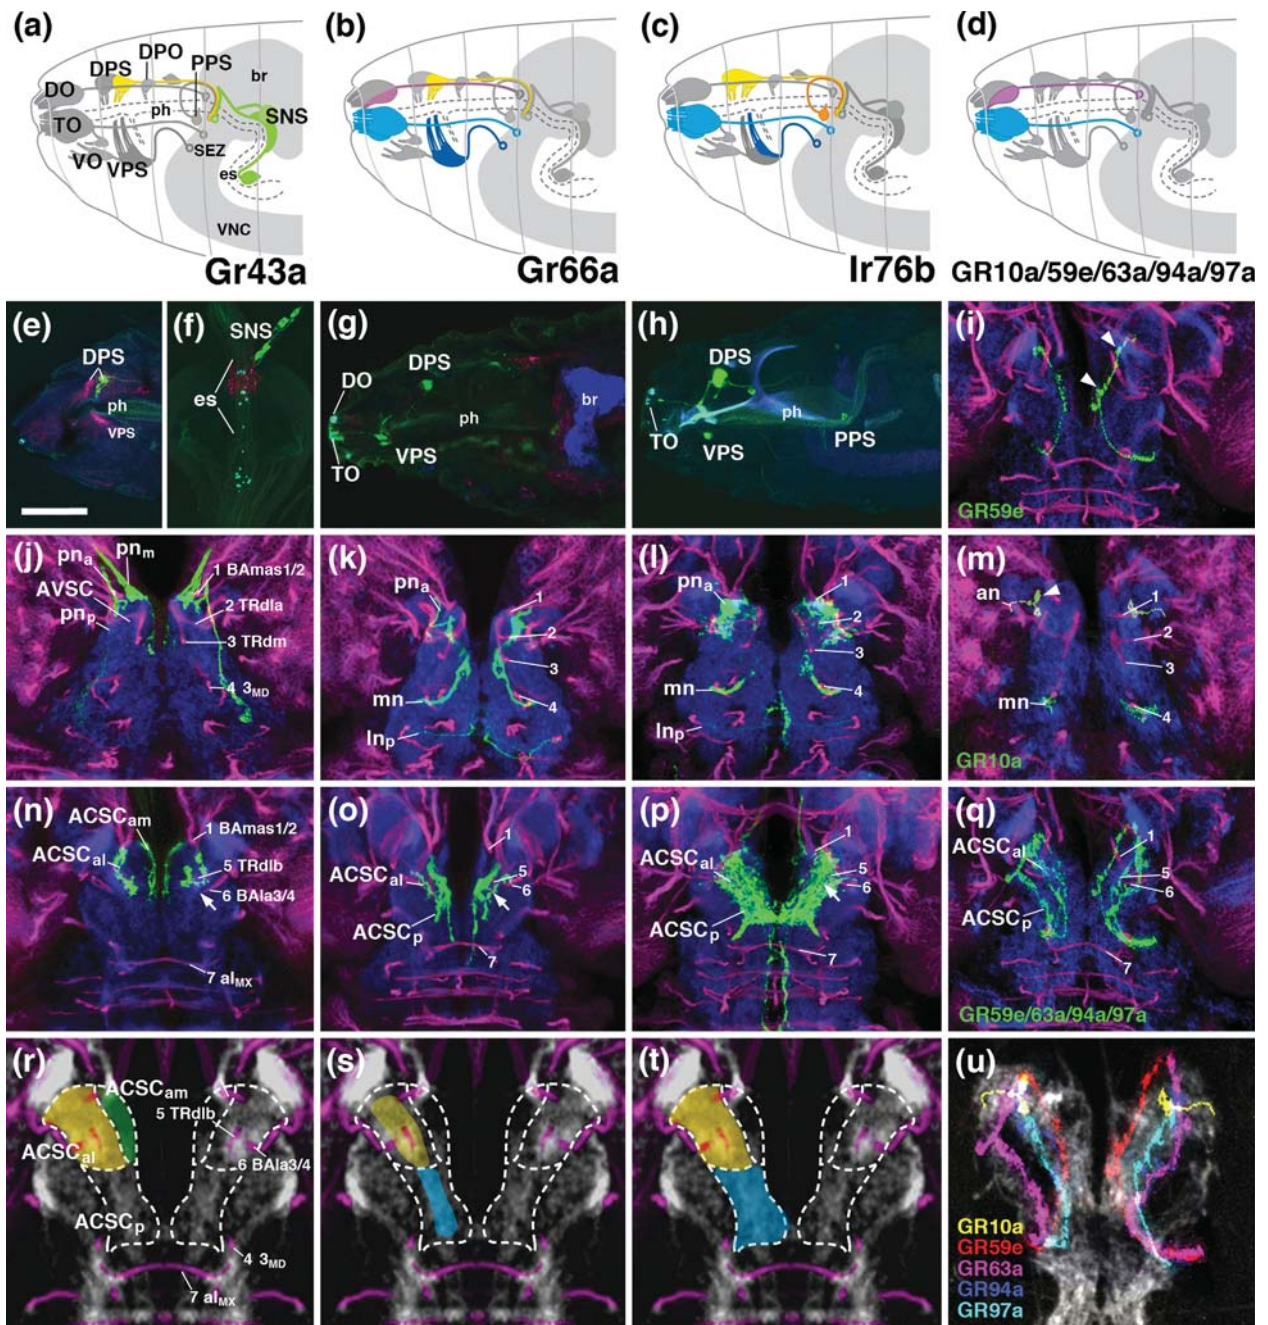 (a)
DPS
DPO
PPS
br
DO
ph
SNS
TO
SEZ
VO
VPS
es
VNC
Gr43a
(b)
Gr66a
(c)
Ir76b
(d)
GR10a/59e/63a/94a/97a
(e)
DPS
ph
VPS
(f)
SNS
es
(g)
DO
DPS
ph
br
VPS
TO
(h)
DPS
TO
ph
VPS
PPS
(i)
GR59e
(j)
pna
pnm
AVSC
pnp
1 BAmas1/2
2 TRdla
3 TRdm
4 3MD
(k)
pna
1
2
3
mn
4
lnp
(l)
pna
1
2
3
mn
4
lnp
(m)
an
1
2
3
mn
4
GR10a
(n)
ACSCam
1 BAmas1/2
ACSCal
5 TRdlb
6 BAla3/4
7 alMX
(o)
1
ACSCal
5
6
ACSCp
7
(p)
1
ACSCal
5
6
ACSCp
7
(q)
1
ACSCal
5
6
ACSCp
7
GR59e/63a/94a/97a
(r)
ACSCam
5 TRdlb
ACSCal
6 BAla3/4
ACSCp
4 3MD
7 alMX
(s)
(t)
(u)
GR10a
GR59e
GR63a
GR94a
GR97a